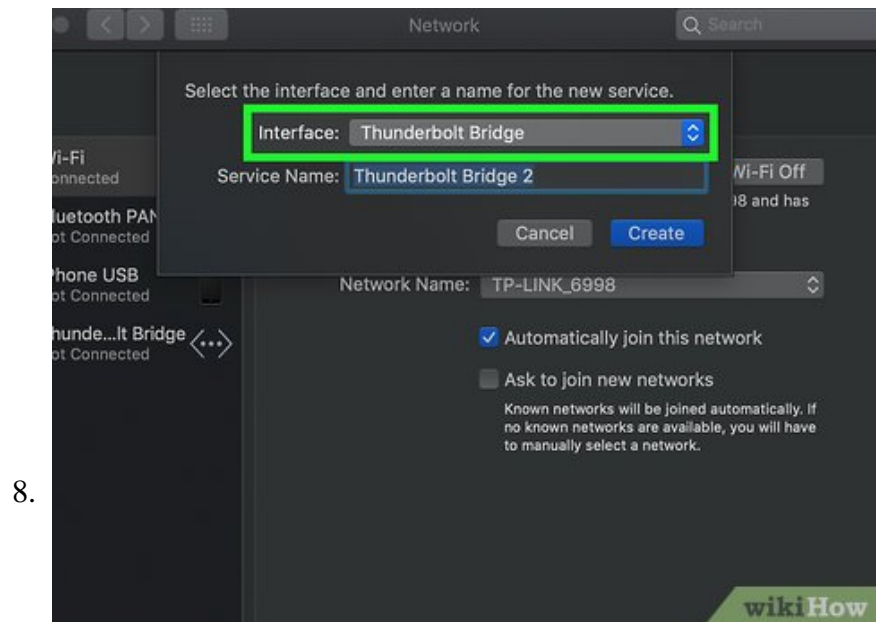 Network
Search
Select the interface and enter a name for the new service.
Interface: Thunderbolt Bridge
Service Name: Thunderbolt Bridge 2
Cancel Create
i-Fi
onnected
Wi-Fi Off
98 and has
luetooth PAN
ot Connected
hone USB
ot Connected
Network Name: TP-LINK_6998
hunde...lt Bridge
ot Connected
Automatically join this network
Ask to join new networks
Known networks will be joined automatically. If
no known networks are available, you will have
to manually select a network.
8.
wikiHow